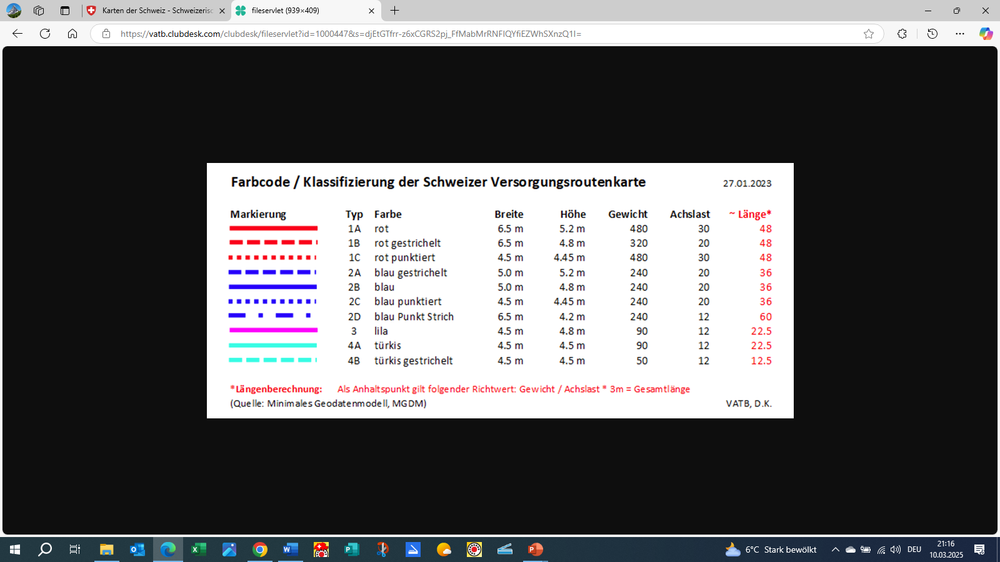 Karten der Schweiz - Schweizeris
fileservlet (939×409)
https://vatb.clubdesk.com/clubdesk/fileservlet?id=1000447&s=djEtGTfrr-z6xCGRS2pj_FfMabMrRNFIQYfiEZWhSXnzQ1I=
Farbcode / Klassifizierung der Schweizer Versorgungsroutenkarte 27.01.2023
Markierung Typ Farbe Breite Höhe Gewicht Achslast ~ Länge*
1A rot 6.5 m 5.2 m 480 30 48
1B rot gestrichelt 6.5 m 4.8 m 320 20 48
1C rot punktiert 4.5 m 4.45 m 480 30 48
2A blau gestrichelt 5.0 m 5.2 m 240 20 36
2B blau 5.0 m 4.8 m 240 20 36
2C blau punktiert 4.5 m 4.45 m 240 20 36
2D blau Punkt Strich 6.5 m 4.2 m 240 12 60
3 lila 4.5 m 4.8 m 90 12 22.5
4A türkis 4.5 m 4.5 m 90 12 22.5
4B türkis gestrichelt 4.5 m 4.5 m 50 12 12.5
*Längenberechnung: Als Anhaltspunkt gilt folgender Richtwert: Gewicht / Achslast * 3m = Gesamtlänge
(Quelle: Minimales Geodatenmodell, MGDM) VATB, D.K.
6°C Stark bewölkt
DEU
21:16
10.03.2025